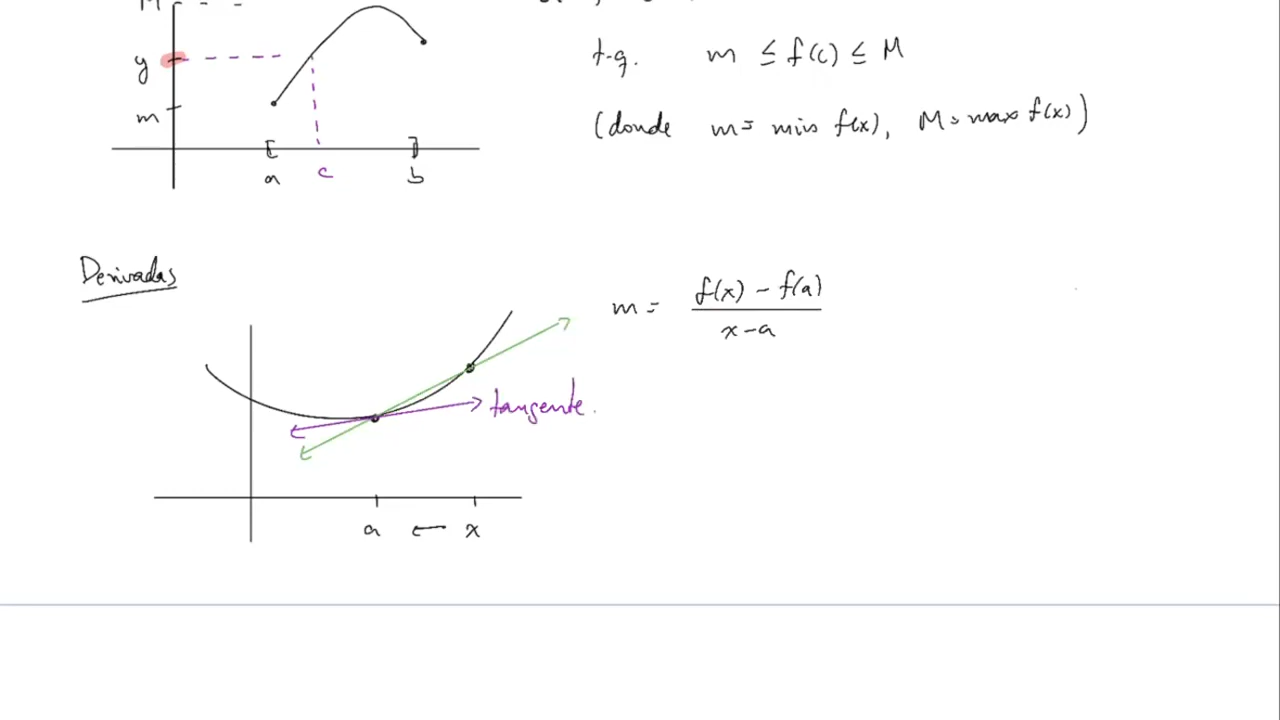 M
y
m
a c b
t.q. m ≤ f(c) ≤ M
(donde m = min f(x), M = max f(x))
Derivadas
m = f(x) - f(a) / x - a
tangente.
a ← x